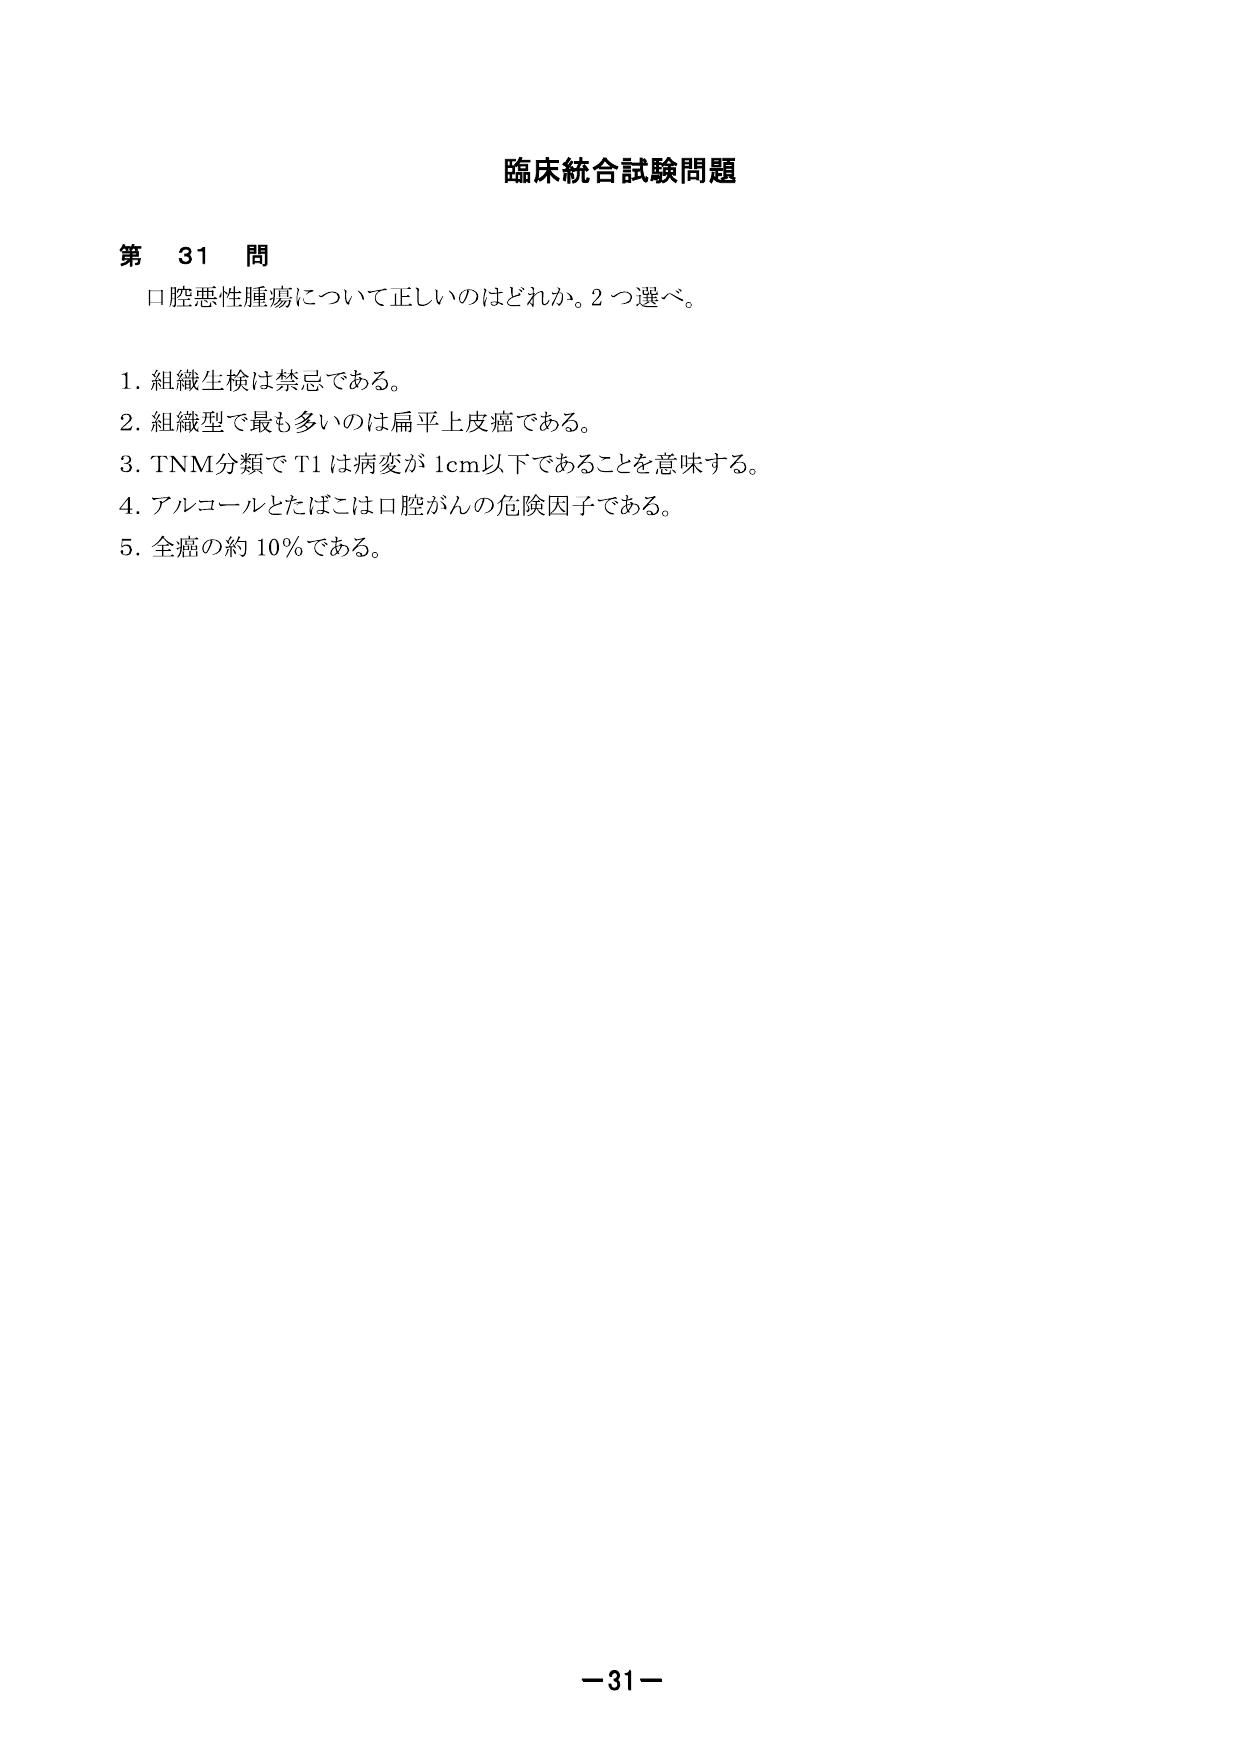 臨床統合試験問題
第 31 問
口腔悪性腫瘍について正しいのはどれか。2つ選べ。
1. 組織生検は禁忌である。
2. 組織型で最も多いのは扁平上皮癌である。
3. TNM分類で T1 は病変が 1cm以下であることを意味する。
4. アルコールとたばこは口腔がんの危険因子である。
5. 全癌の約 10%である。
－31－